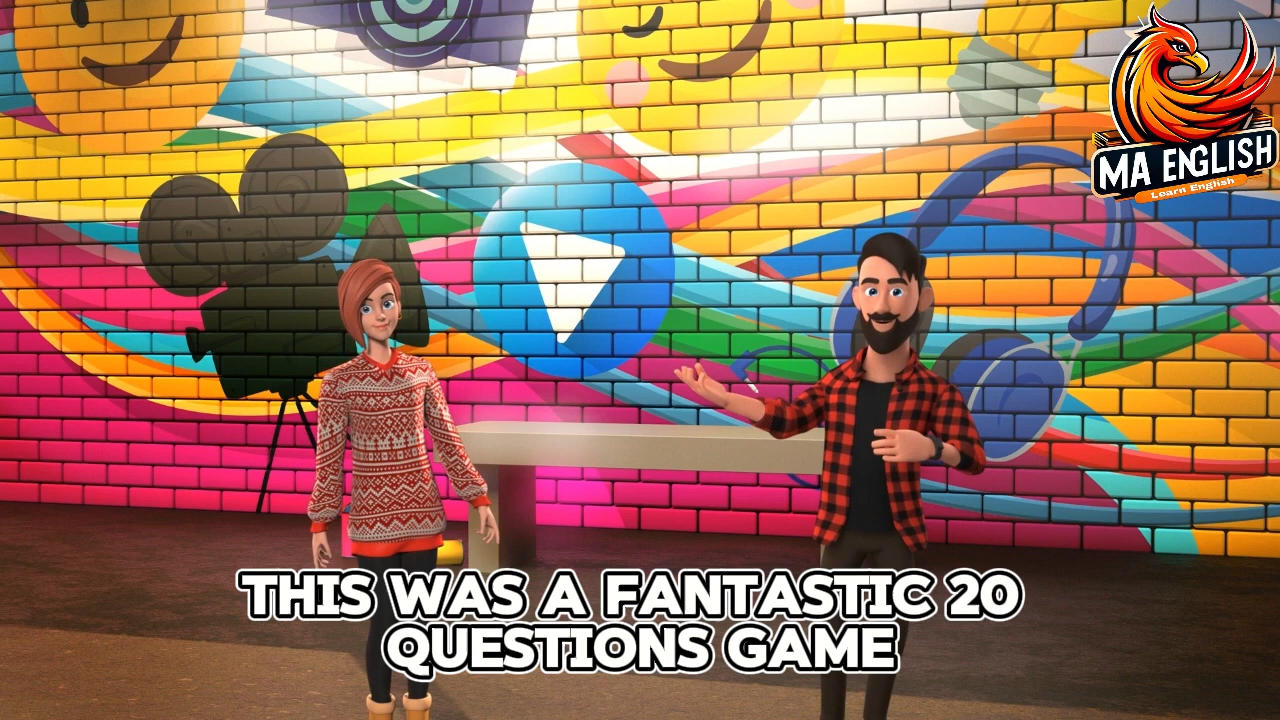 MA ENGLISH
Learn English
THIS WAS A FANTASTIC 20
QUESTIONS GAME